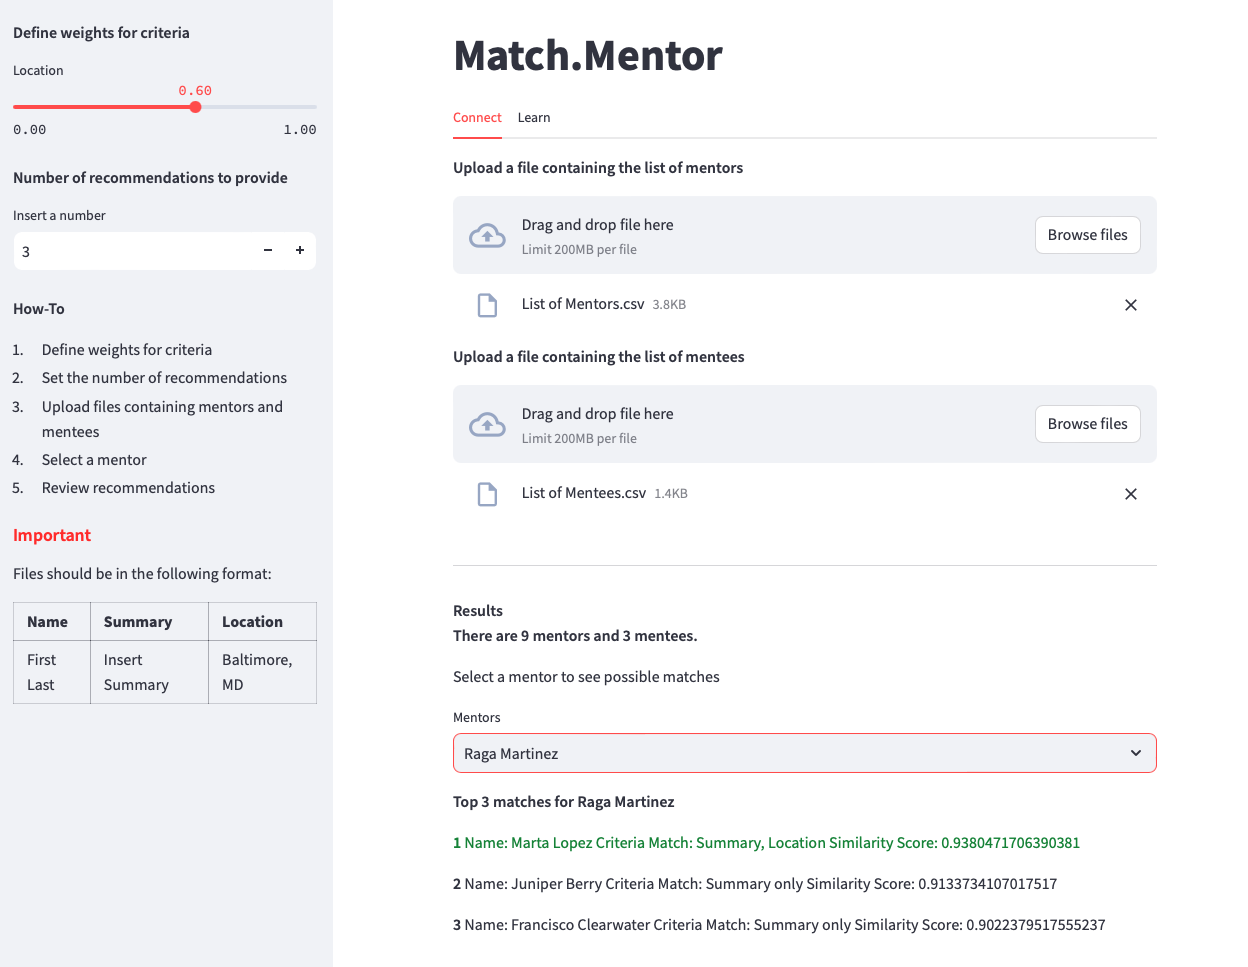 Define weights for criteria
Location
0.60
0.00 1.00
Number of recommendations to provide
Insert a number
3 − +
How-To
1. Define weights for criteria
2. Set the number of recommendations
3. Upload files containing mentors and
mentees
4. Select a mentor
5. Review recommendations
Important
Files should be in the following format:
Name Summary Location
First Insert Baltimore,
Last Summary MD
Match.Mentor
Connect Learn
Upload a file containing the list of mentors
Drag and drop file here
Limit 200MB per file
Browse files
List of Mentors.csv 3.8KB
Upload a file containing the list of mentees
Drag and drop file here
Limit 200MB per file
Browse files
List of Mentees.csv 1.4KB
Results
There are 9 mentors and 3 mentees.
Select a mentor to see possible matches
Mentors
Raga Martinez
Top 3 matches for Raga Martinez
1 Name: Marta Lopez Criteria Match: Summary, Location Similarity Score: 0.9380471706390381
2 Name: Juniper Berry Criteria Match: Summary only Similarity Score: 0.9133734107017517
3 Name: Francisco Clearwater Criteria Match: Summary only Similarity Score: 0.9022379517555237